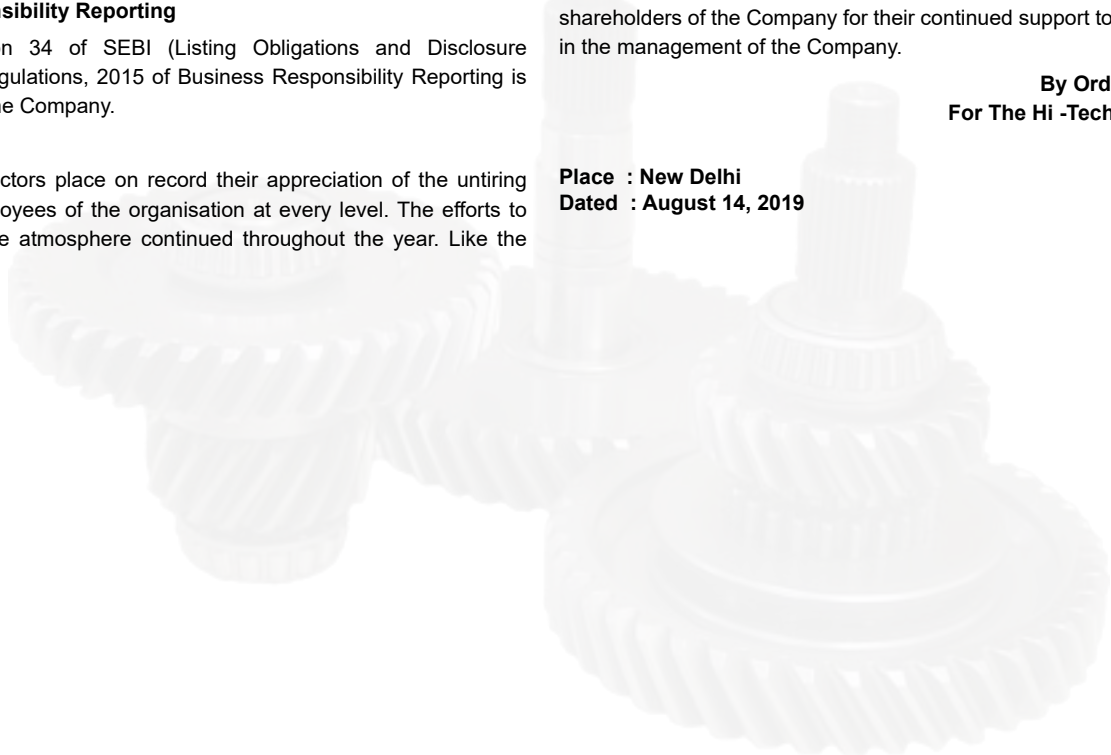 nsibility Reporting
on 34 of SEBI (Listing Obligations and Disclosure
gulations, 2015 of Business Responsibility Reporting is
he Company.
ctors place on record their appreciation of the untiring
oyees of the organisation at every level. The efforts to
e atmosphere continued throughout the year. Like the
shareholders of the Company for their continued support to
in the management of the Company.
By Ord
For The Hi -Tech
Place : New Delhi
Dated : August 14, 2019